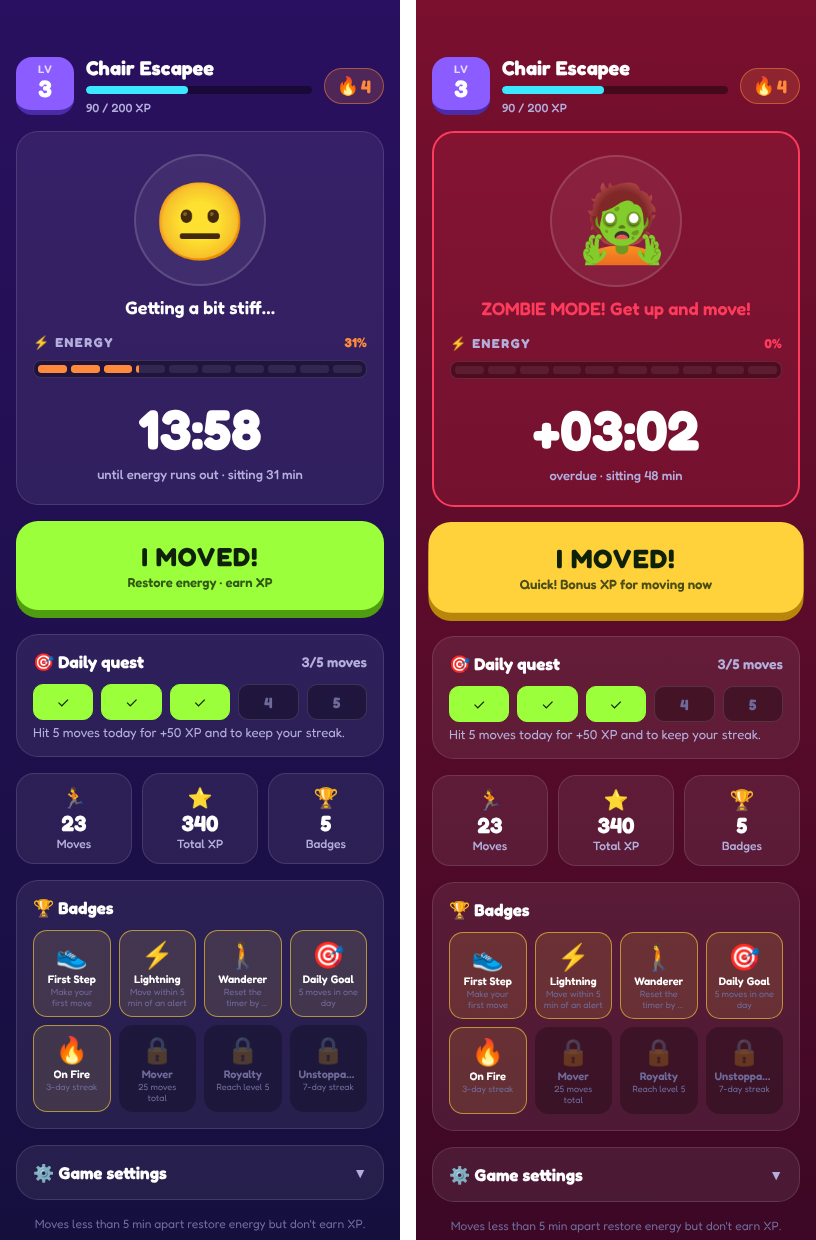 LV
3
Chair Escapee
90 / 200 XP
4
Getting a bit stiff...
ENERGY
31%
13:58
until energy runs out · sitting 31 min
I MOVED!
Restore energy · earn XP
Daily quest
3/5 moves
✓ ✓ ✓ 4 5
Hit 5 moves today for +50 XP and to keep your streak.
23
Moves
340
Total XP
5
Badges
Badges
First Step
Make your
first move
Lightning
Move within 5
min of an alert
Wanderer
Reset the
timer by ...
Daily Goal
5 moves in one
day
On Fire
3-day streak
Mover
25 moves
total
Royalty
Reach level 5
Unstoppa...
7-day streak
Game settings
▼
Moves less than 5 min apart restore energy but don't earn XP.
LV
3
Chair Escapee
90 / 200 XP
4
ZOMBIE MODE! Get up and move!
ENERGY
0%
+03:02
overdue · sitting 48 min
I MOVED!
Quick! Bonus XP for moving now
Daily quest
3/5 moves
✓ ✓ ✓ 4 5
Hit 5 moves today for +50 XP and to keep your streak.
23
Moves
340
Total XP
5
Badges
Badges
First Step
Make your
first move
Lightning
Move within 5
min of an alert
Wanderer
Reset the
timer by ...
Daily Goal
5 moves in one
day
On Fire
3-day streak
Mover
25 moves
total
Royalty
Reach level 5
Unstoppa...
7-day streak
Game settings
▼
Moves less than 5 min apart restore energy but don't earn XP.